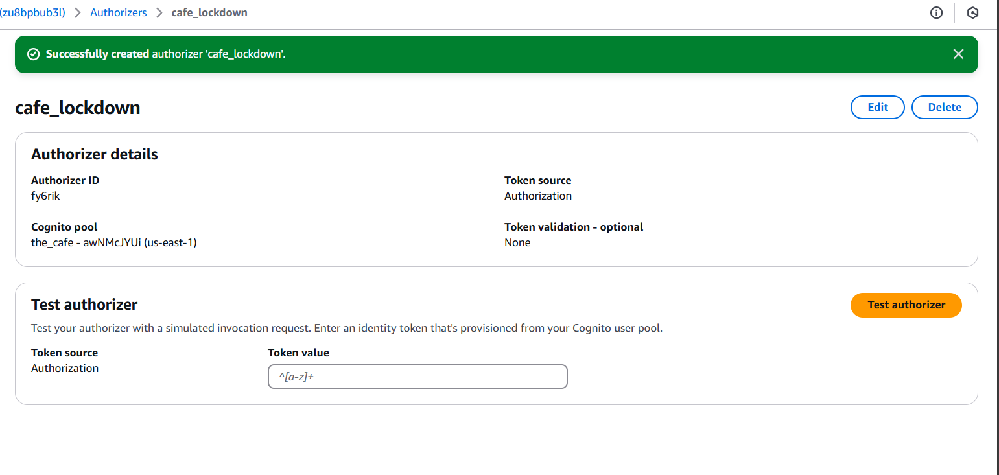 (zu8bpbub3l) > Authorizers > cafe_lockdown
Successfully created authorizer 'cafe_lockdown'.
cafe_lockdown
Edit
Delete
Authorizer details
Authorizer ID
fy6rik
Token source
Authorization
Cognito pool
the_cafe - awNMcJYUi (us-east-1)
Token validation - optional
None
Test authorizer
Test authorizer
Test your authorizer with a simulated invocation request. Enter an identity token that's provisioned from your Cognito user pool.
Token source
Authorization
Token value
^[a-z]+